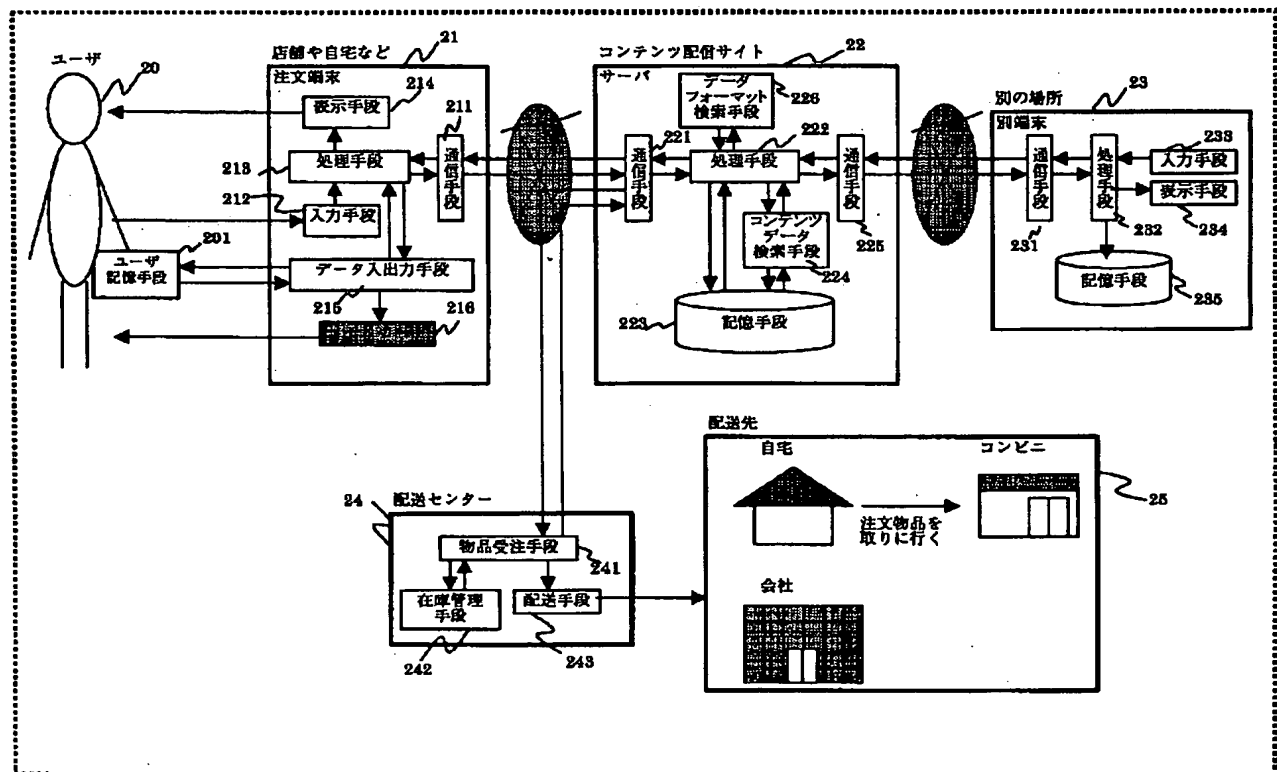 ユーザ
20
201
ユーザ
記憶手段
店舗や自宅など
21
注文端末
表示手段
214
211
213
処理手段
通信手段
212
入力手段
データ入出力手段
215
216
コンテンツ配信サイト
22
サーバ
データ
フォーマット
検索手段
226
221
222
通信手段
処理手段
通信手段
225
コンテンツ
データ
検索手段
224
223
記憶手段
別の場所
23
別端末
233
通信手段
処理手段
入力手段
表示手段
231
232
234
記憶手段
235
配送センター
24
物品受注手段
241
在庫管理
手段
配送手段
242
243
配送先
自宅
コンビニ
25
注文物品を
取りに行く
会社